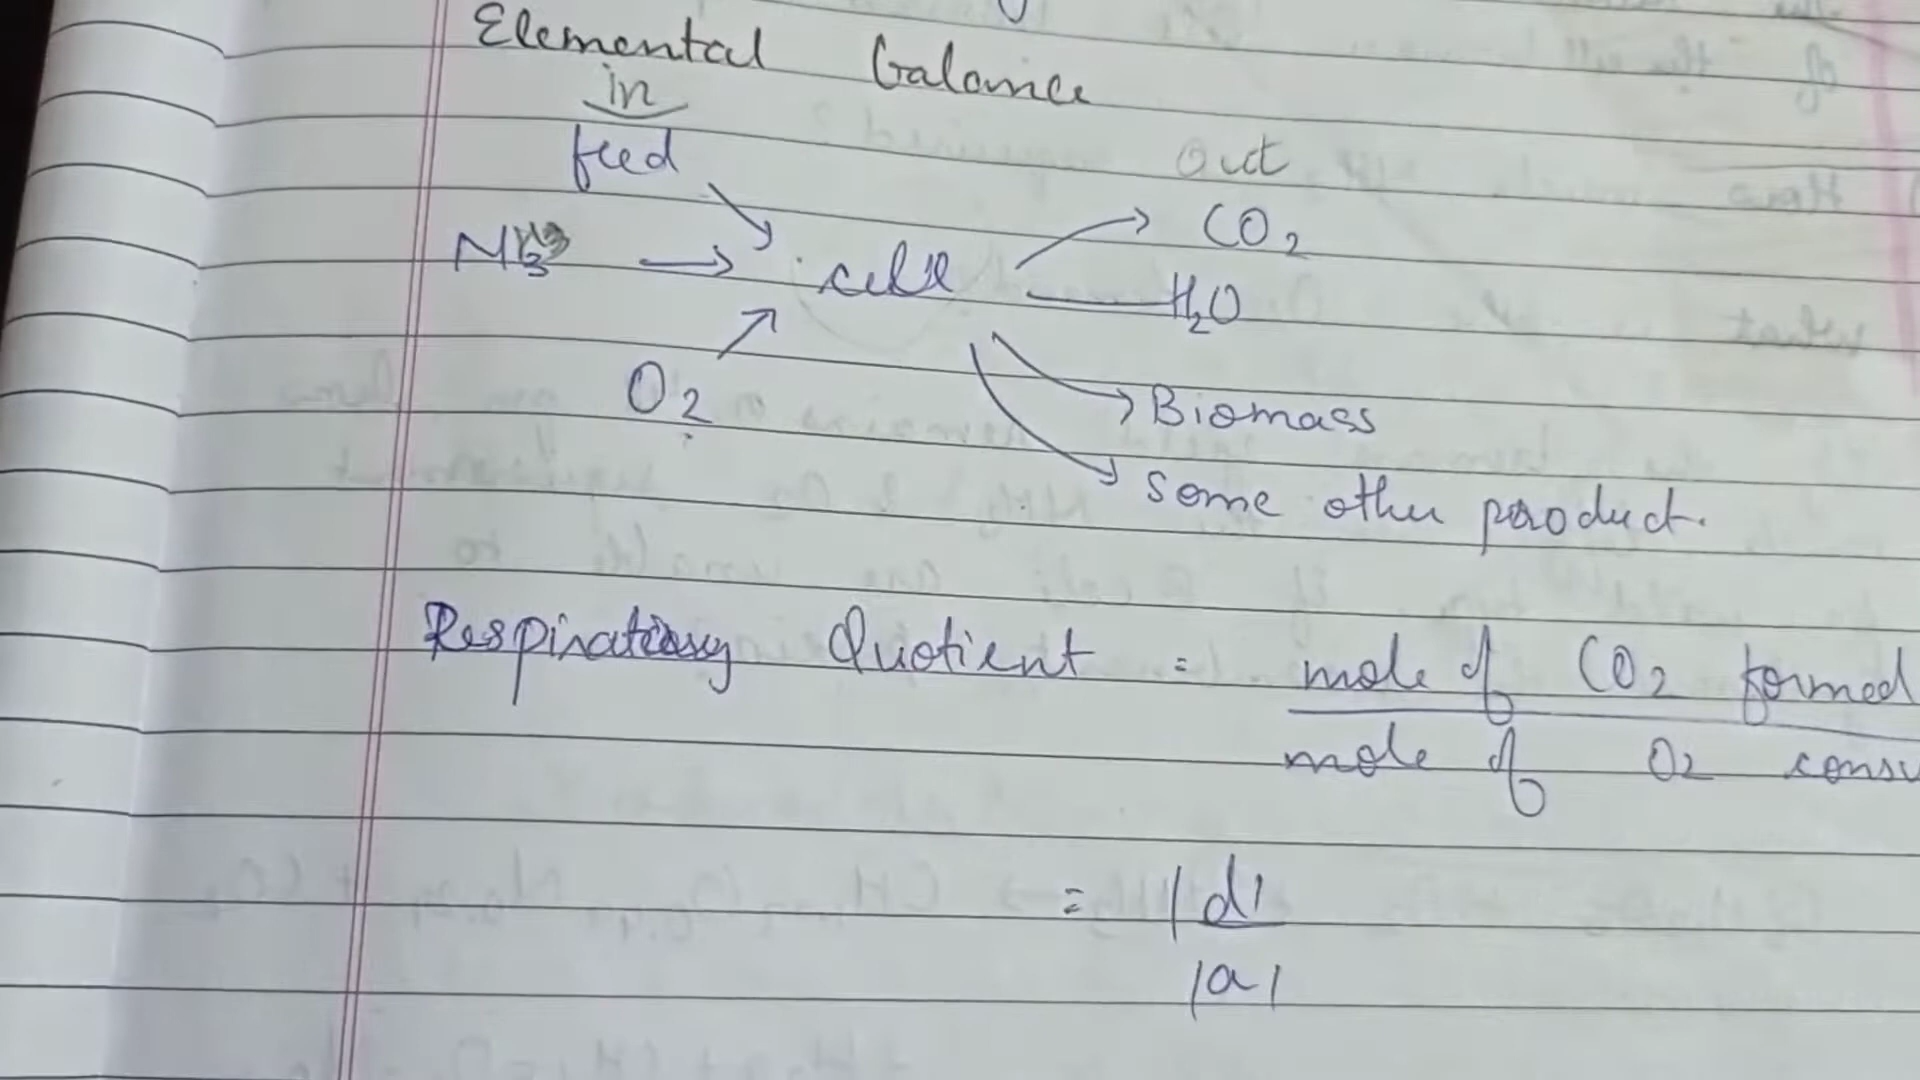 Elemental balance
in
feed
out
NH3 → cell
CO2
H2O
O2
Biomass
some other product.
Respiratory Quotient = mole of CO2 formed
mole of O2 consu
= |d|
|a|